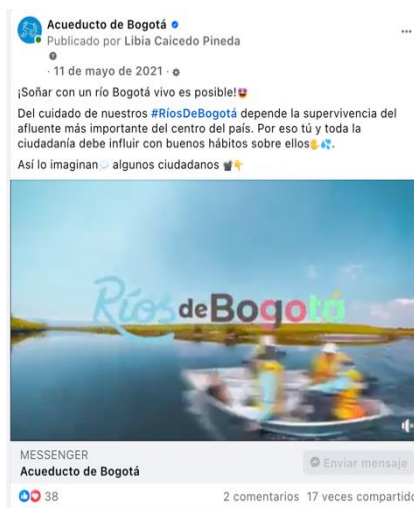 Acueducto de Bogotá
Publicado por Libia Caicedo Pineda
· 11 de mayo de 2021 ·
¡Soñar con un río Bogotá vivo es posible!
Del cuidado de nuestros #RíosDeBogotá depende la supervivencia del
afluente más importante del centro del país. Por eso tú y toda la
ciudadanía debe influir con buenos hábitos sobre ellos.
Así lo imaginan algunos ciudadanos
Ríos de Bogotá
MESSENGER
Acueducto de Bogotá
Enviar mensaje
38
2 comentarios 17 veces compartido